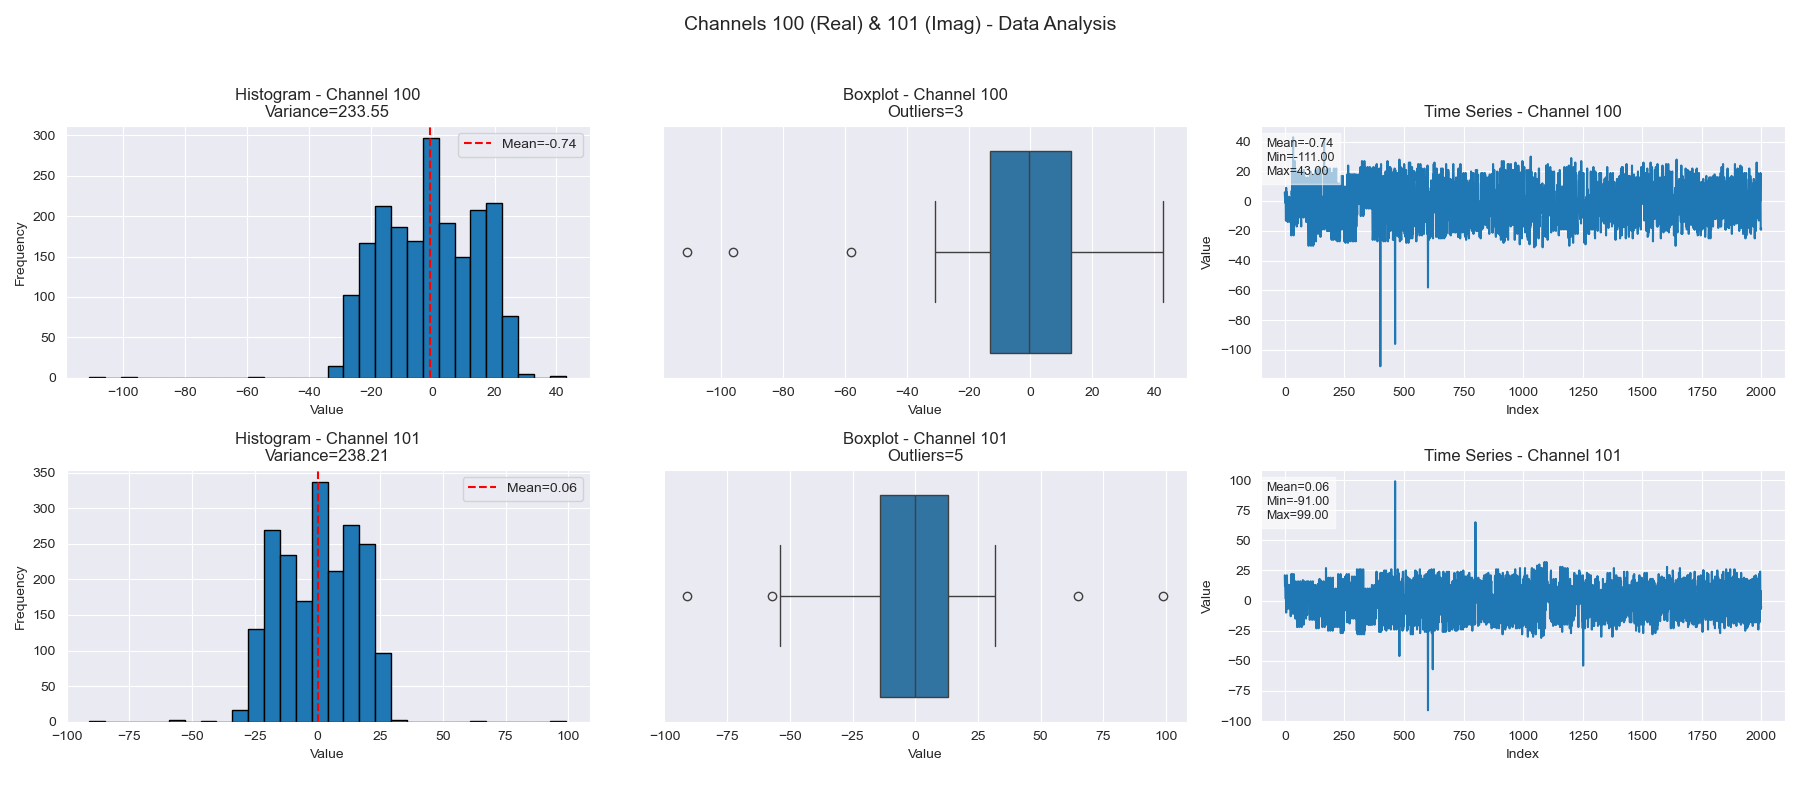 Channels 100 (Real) & 101 (Imag) - Data Analysis
Histogram - Channel 100
Variance=233.55
Mean=-0.74
Frequency
300
250
200
150
100
50
0
−100 −80 −60 −40 −20 0 20 40
Value
Boxplot - Channel 100
Outliers=3
−100 −80 −60 −40 −20 0 20 40
Value
Time Series - Channel 100
Mean=-0.74
Min=-111.00
Max=43.00
Value
40
20
0
−20
−40
−60
−80
−100
0 250 500 750 1000 1250 1500 1750 2000
Index
Histogram - Channel 101
Variance=238.21
Mean=0.06
Frequency
350
300
250
200
150
100
50
0
−100 −75 −50 −25 0 25 50 75 100
Value
Boxplot - Channel 101
Outliers=5
−100 −75 −50 −25 0 25 50 75 100
Value
Time Series - Channel 101
Mean=0.06
Min=-91.00
Max=99.00
Value
100
75
50
25
0
−25
−50
−75
−100
0 250 500 750 1000 1250 1500 1750 2000
Index